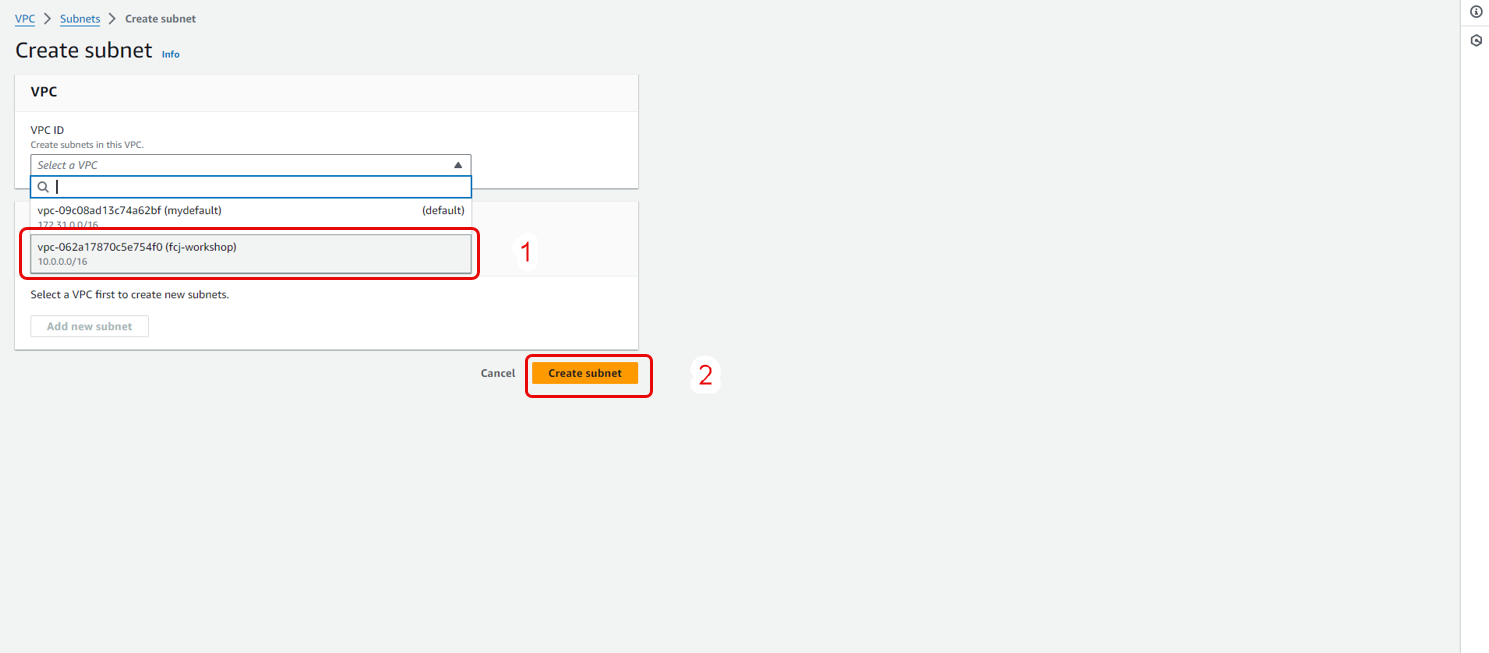 VPC > Subnets > Create subnet
Create subnet Info
VPC
VPC ID
Create subnets in this VPC.
Select a VPC
vpc-09c08ad13c74a62bf (mydefault) (default)
172.31.0.0/16
vpc-062a17870c5e754f0 (fcj-workshop)
10.0.0.0/16
1
Select a VPC first to create new subnets.
Add new subnet
Cancel Create subnet 2